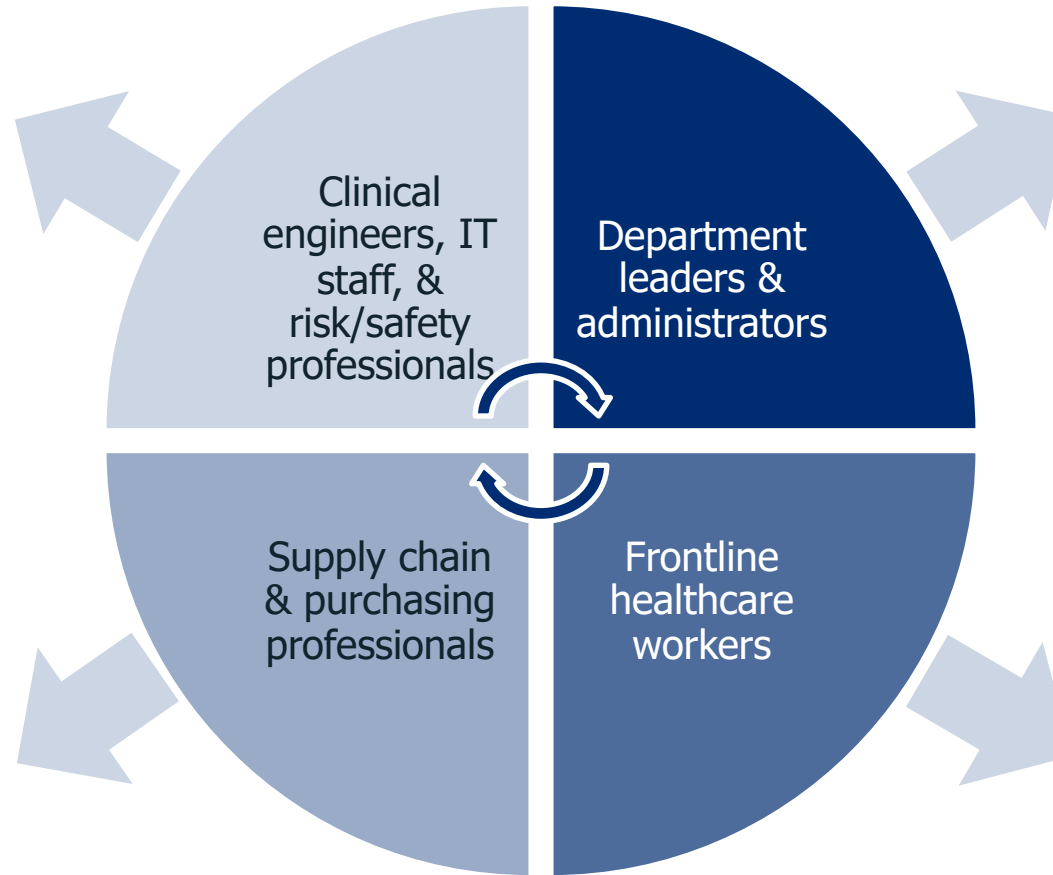 Clinical
engineers, IT
staff, &
risk/safety
professionals
Department
leaders &
administrators
Supply chain
& purchasing
professionals
Frontline
healthcare
workers